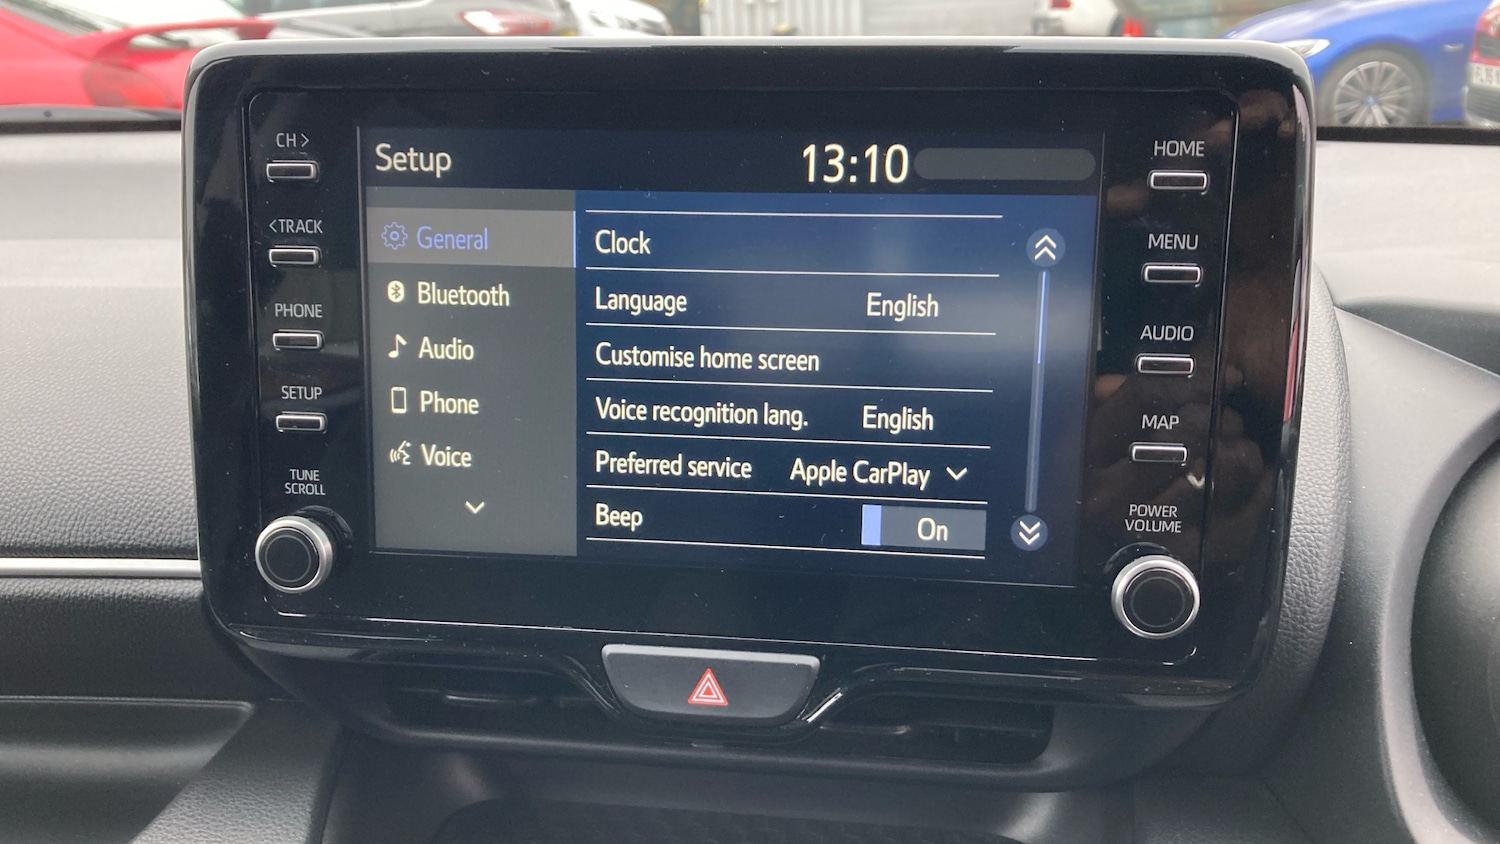 CH>
<TRACK
PHONE
SETUP
TUNE
SCROLL
Setup
13:10
General
Bluetooth
Audio
Phone
Voice
Clock
Language English
Customise home screen
Voice recognition lang. English
Preferred service Apple CarPlay
Beep On
HOME
MENU
AUDIO
MAP
POWER
VOLUME